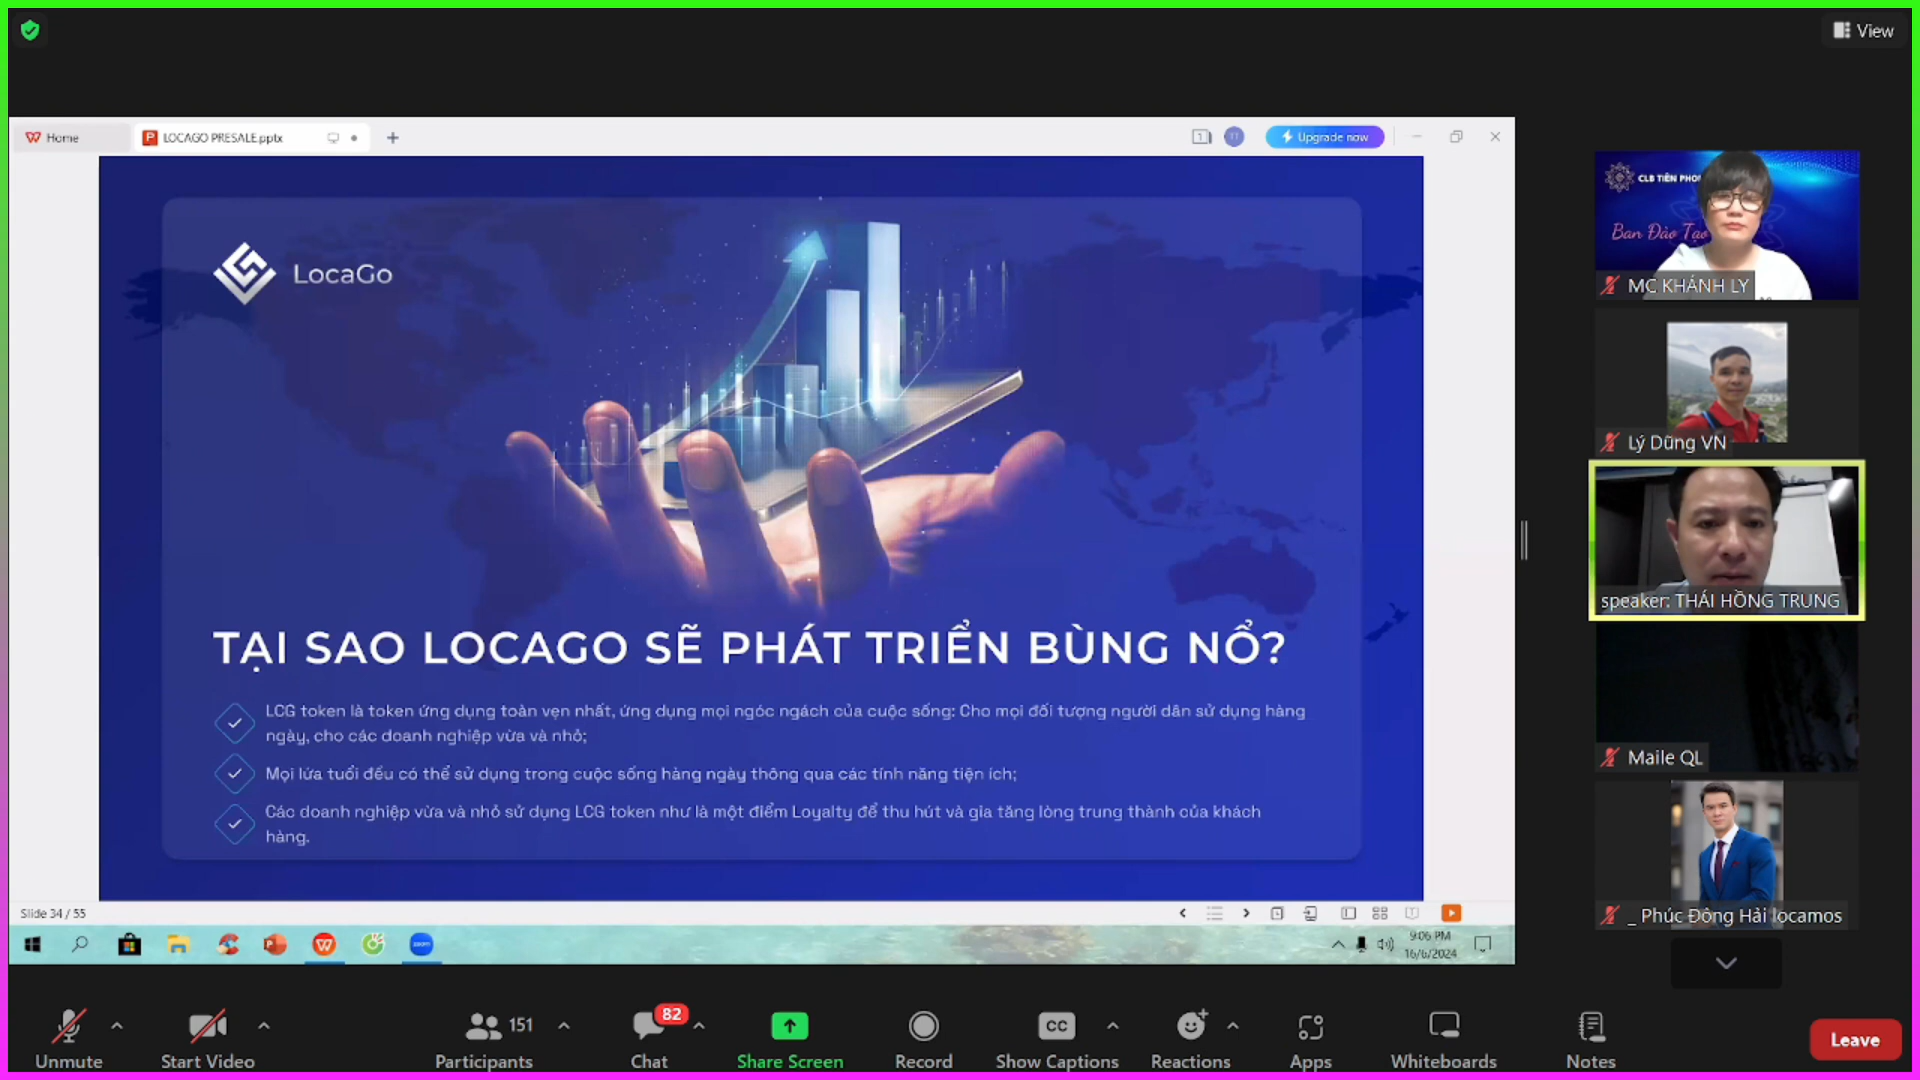 View
Home
LOCAGO PRESALE.pptx
Upgrade now
LocaGo
TẠI SAO LOCAGO SẼ PHÁT TRIỂN BÙNG NỔ?
LCG token là token ứng dụng toàn vẹn nhất, ứng dụng mọi ngóc ngách của cuộc sống: Cho mọi đối tượng người dân sử dụng hàng
ngày, cho các doanh nghiệp vừa và nhỏ;
Mọi lứa tuổi đều có thể sử dụng trong cuộc sống hàng ngày thông qua các tính năng tiện ích;
Các doanh nghiệp vừa và nhỏ sử dụng LCG token như là một điểm Loyalty để thu hút và gia tăng lòng trung thành của khách
hàng.
Slide 34 / 55
9:06 PM
16/6/2024
CLB TIÊN PHO
Ban Đào Tạo
MC KHÁNH LY
Lý Dũng VN
speaker: THÁI HỒNG TRUNG
Maile QL
_ Phúc Đông Hải locamos
Unmute
Start Video
151
Participants
82
Chat
Share Screen
Record
CC
Show Captions
Reactions
Apps
Whiteboards
Notes
Leave